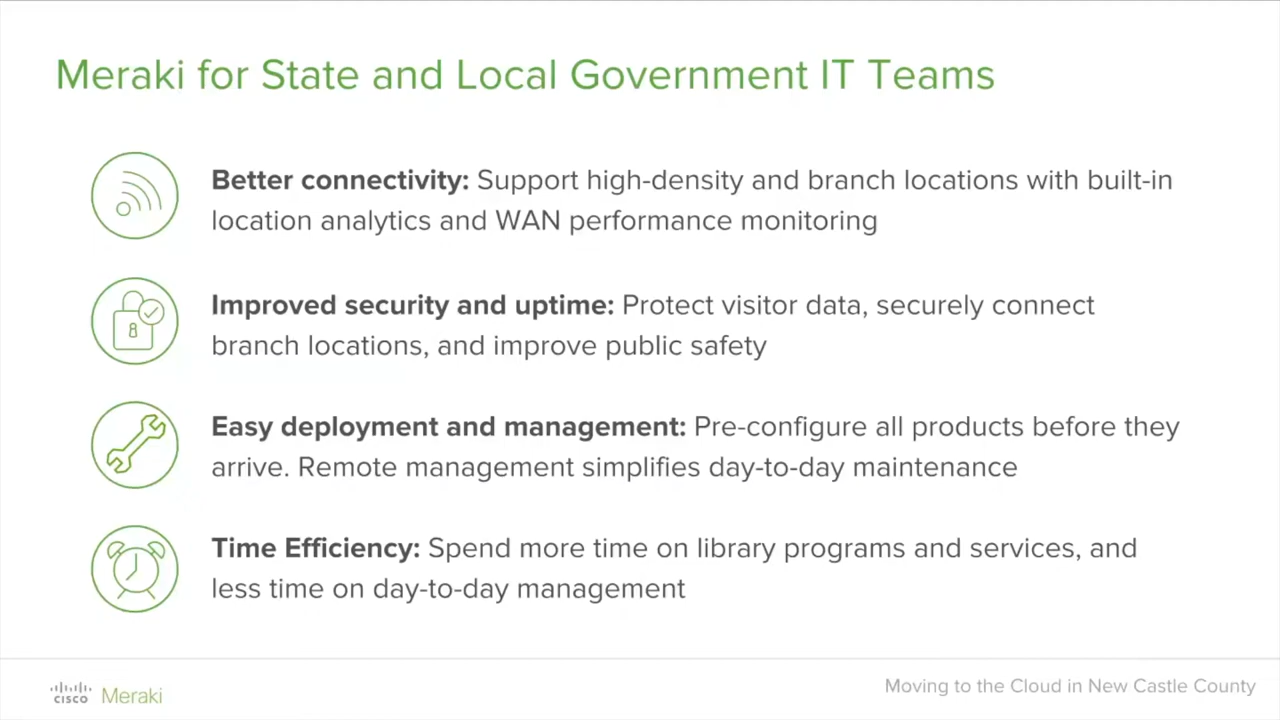 Meraki for State and Local Government IT Teams
Better connectivity: Support high-density and branch locations with built-in
location analytics and WAN performance monitoring
Improved security and uptime: Protect visitor data, securely connect
branch locations, and improve public safety
Easy deployment and management: Pre-configure all products before they
arrive. Remote management simplifies day-to-day maintenance
Time Efficiency: Spend more time on library programs and services, and
less time on day-to-day management
CISCO Meraki
Moving to the Cloud in New Castle County